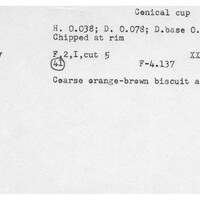 Conical cup
H. 0.038; D. 0.078; D.base 0.
Chipped at rim
F,2,I,cut 5 XX
41 F-4.137
Coarse orange-brown biscuit a